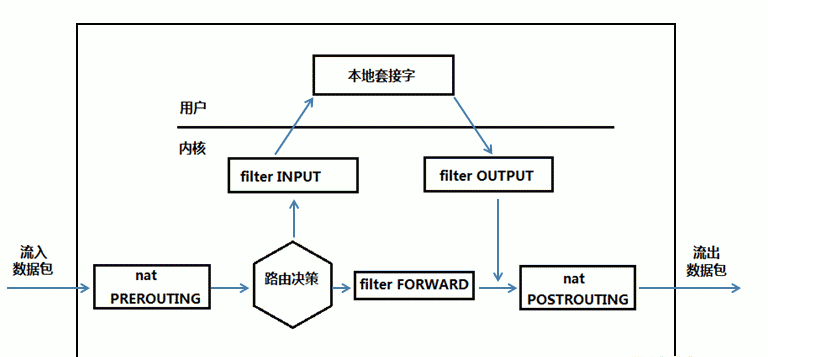 本地套接字
用户
内核
filter INPUT
filter OUTPUT
流入
数据包
nat
PREROUTING
路由决策
filter FORWARD
nat
POSTROUTING
流出
数据包